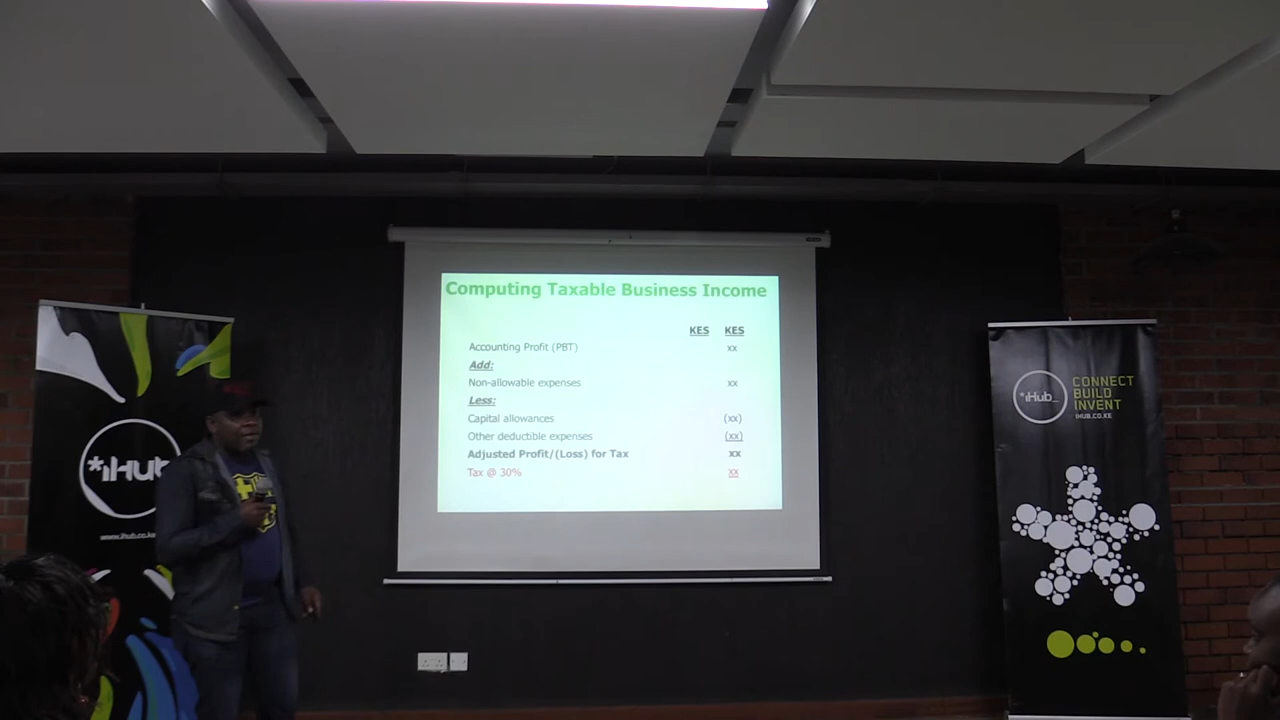 Computing Taxable Business Income
KES KES
Accounting Profit (PBT) xx
Add:
Non-allowable expenses xx
Less:
Capital allowances (xx)
Other deductible expenses (xx)
Adjusted Profit/(Loss) for Tax xx
Tax @ 30% xx
*iHub
www.ihub.co.ke
*iHub_
CONNECT
BUILD
INVENT
IHUB.CO.KE